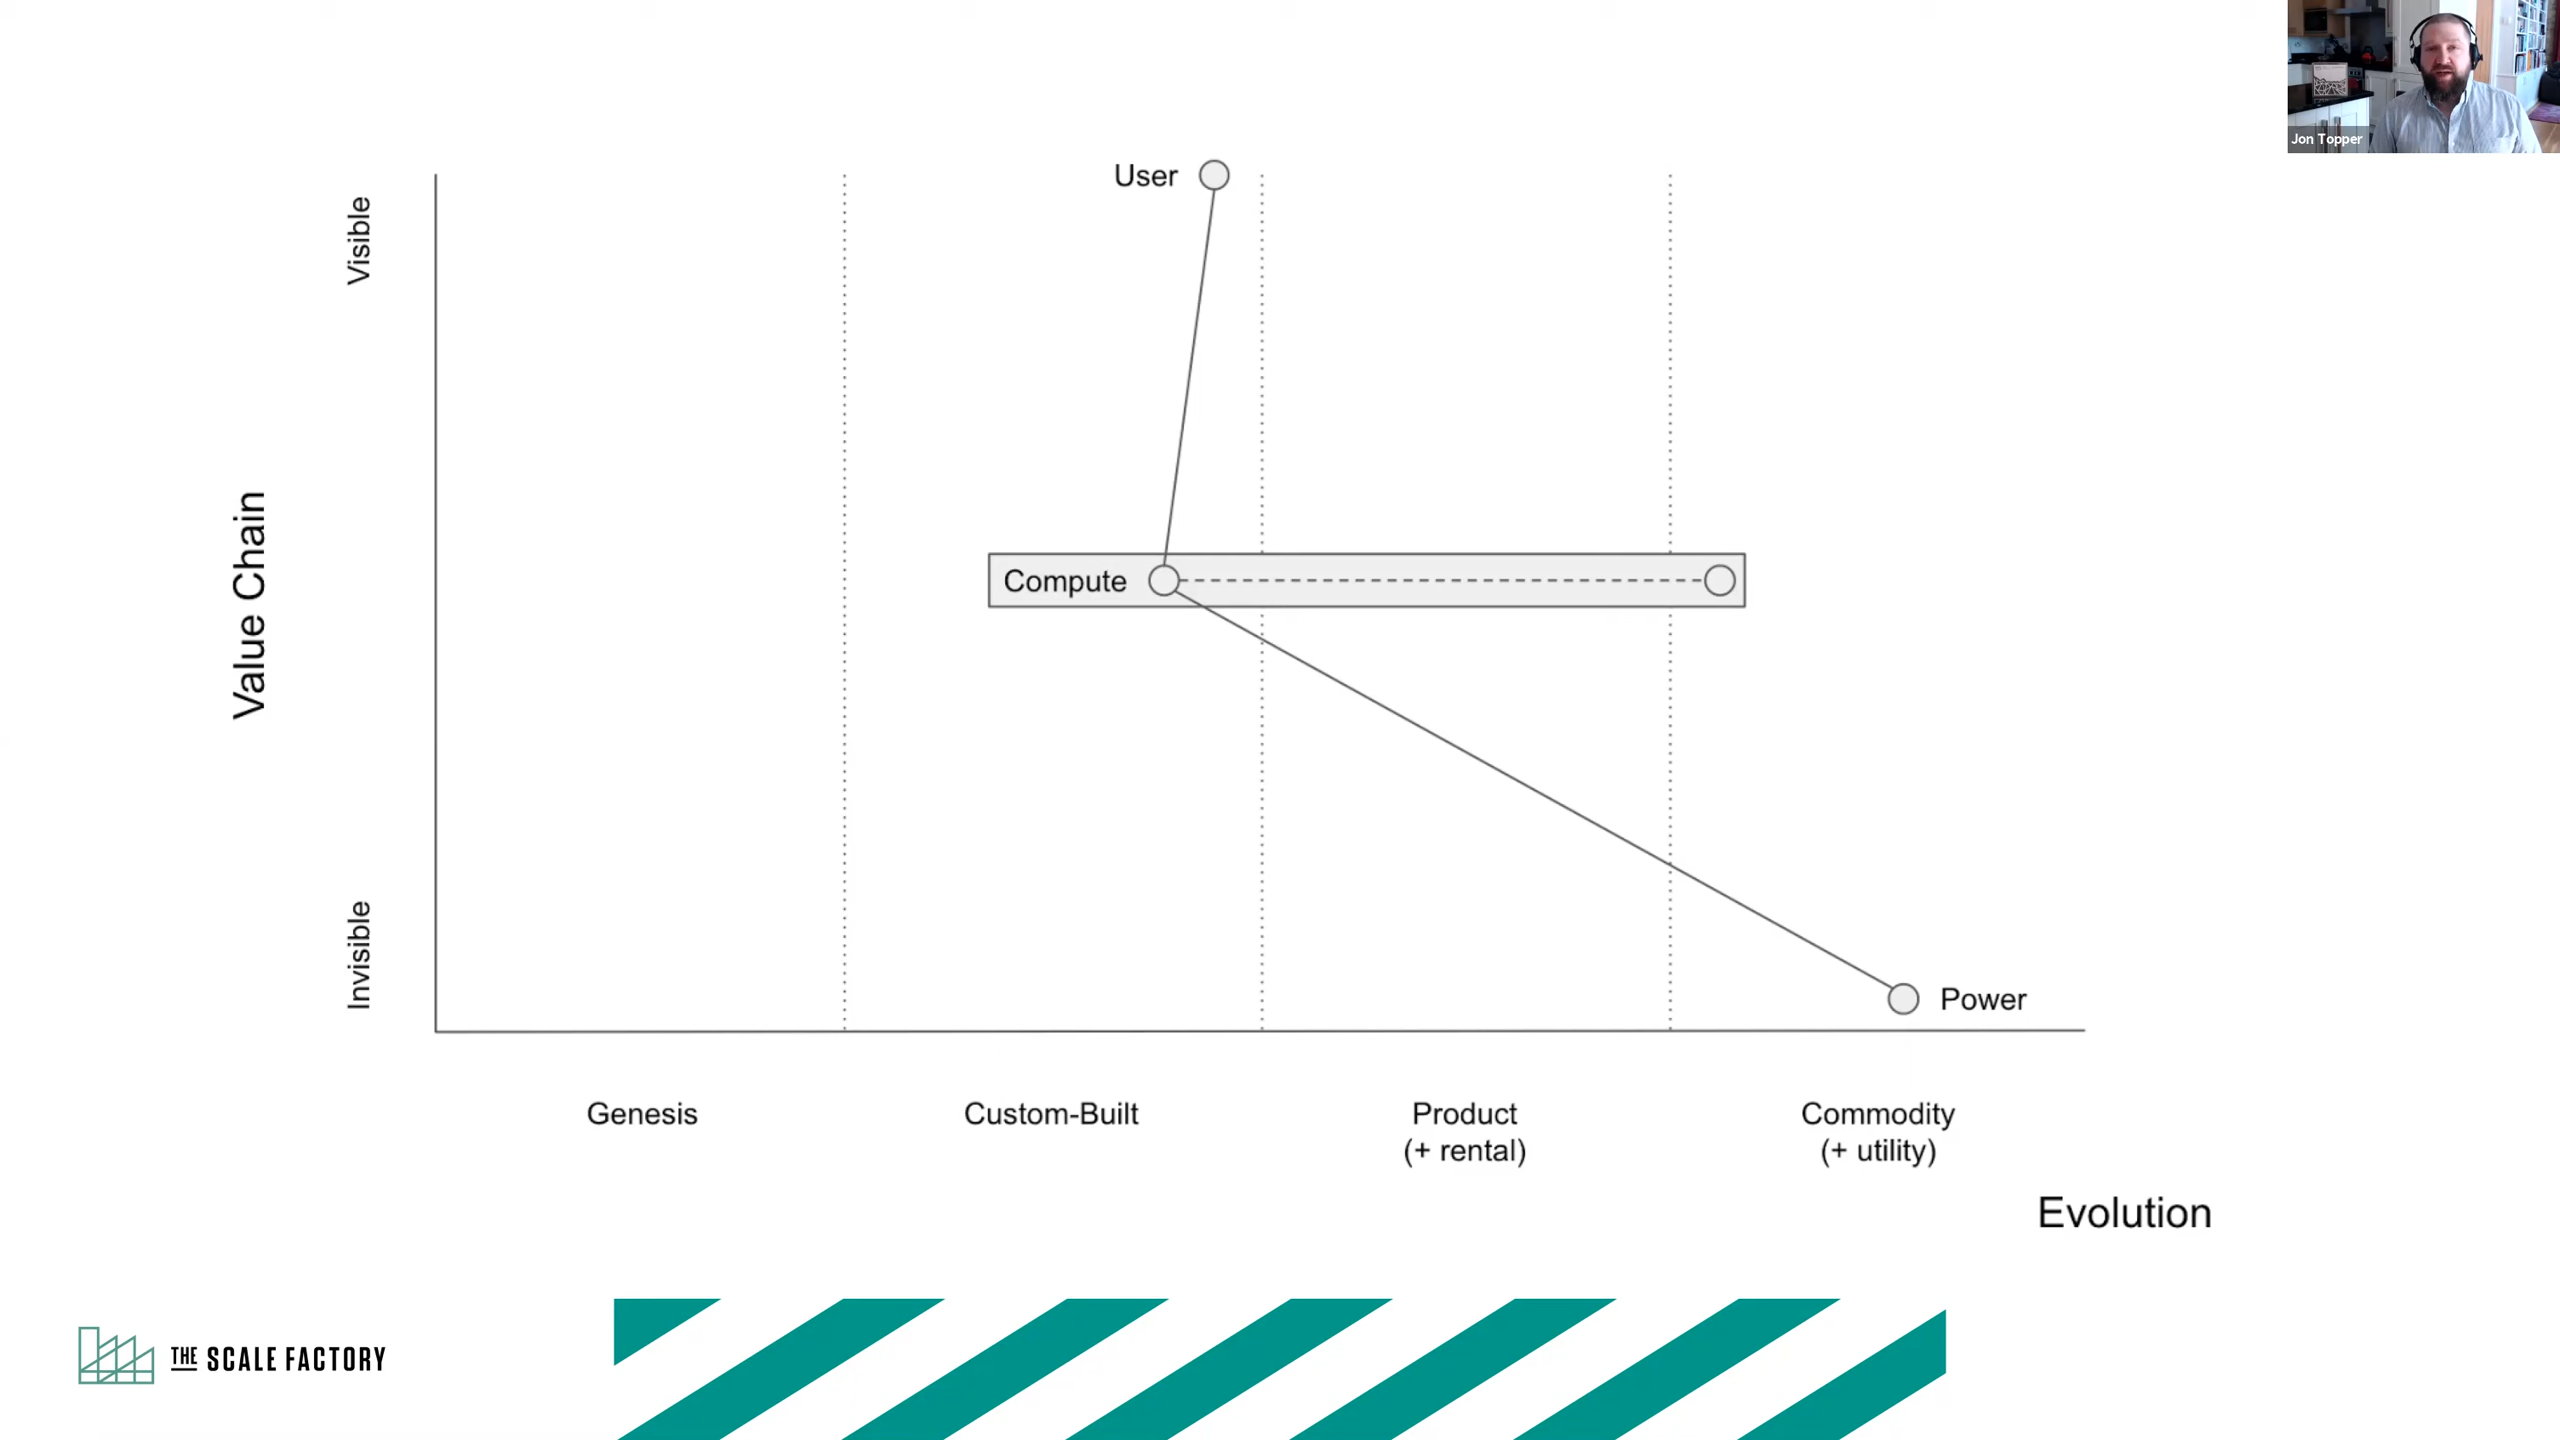 Jon Topper
User
Visible
Value Chain
Compute
Invisible
Power
Genesis
Custom-Built
Product
(+ rental)
Commodity
(+ utility)
Evolution
THE SCALE FACTORY